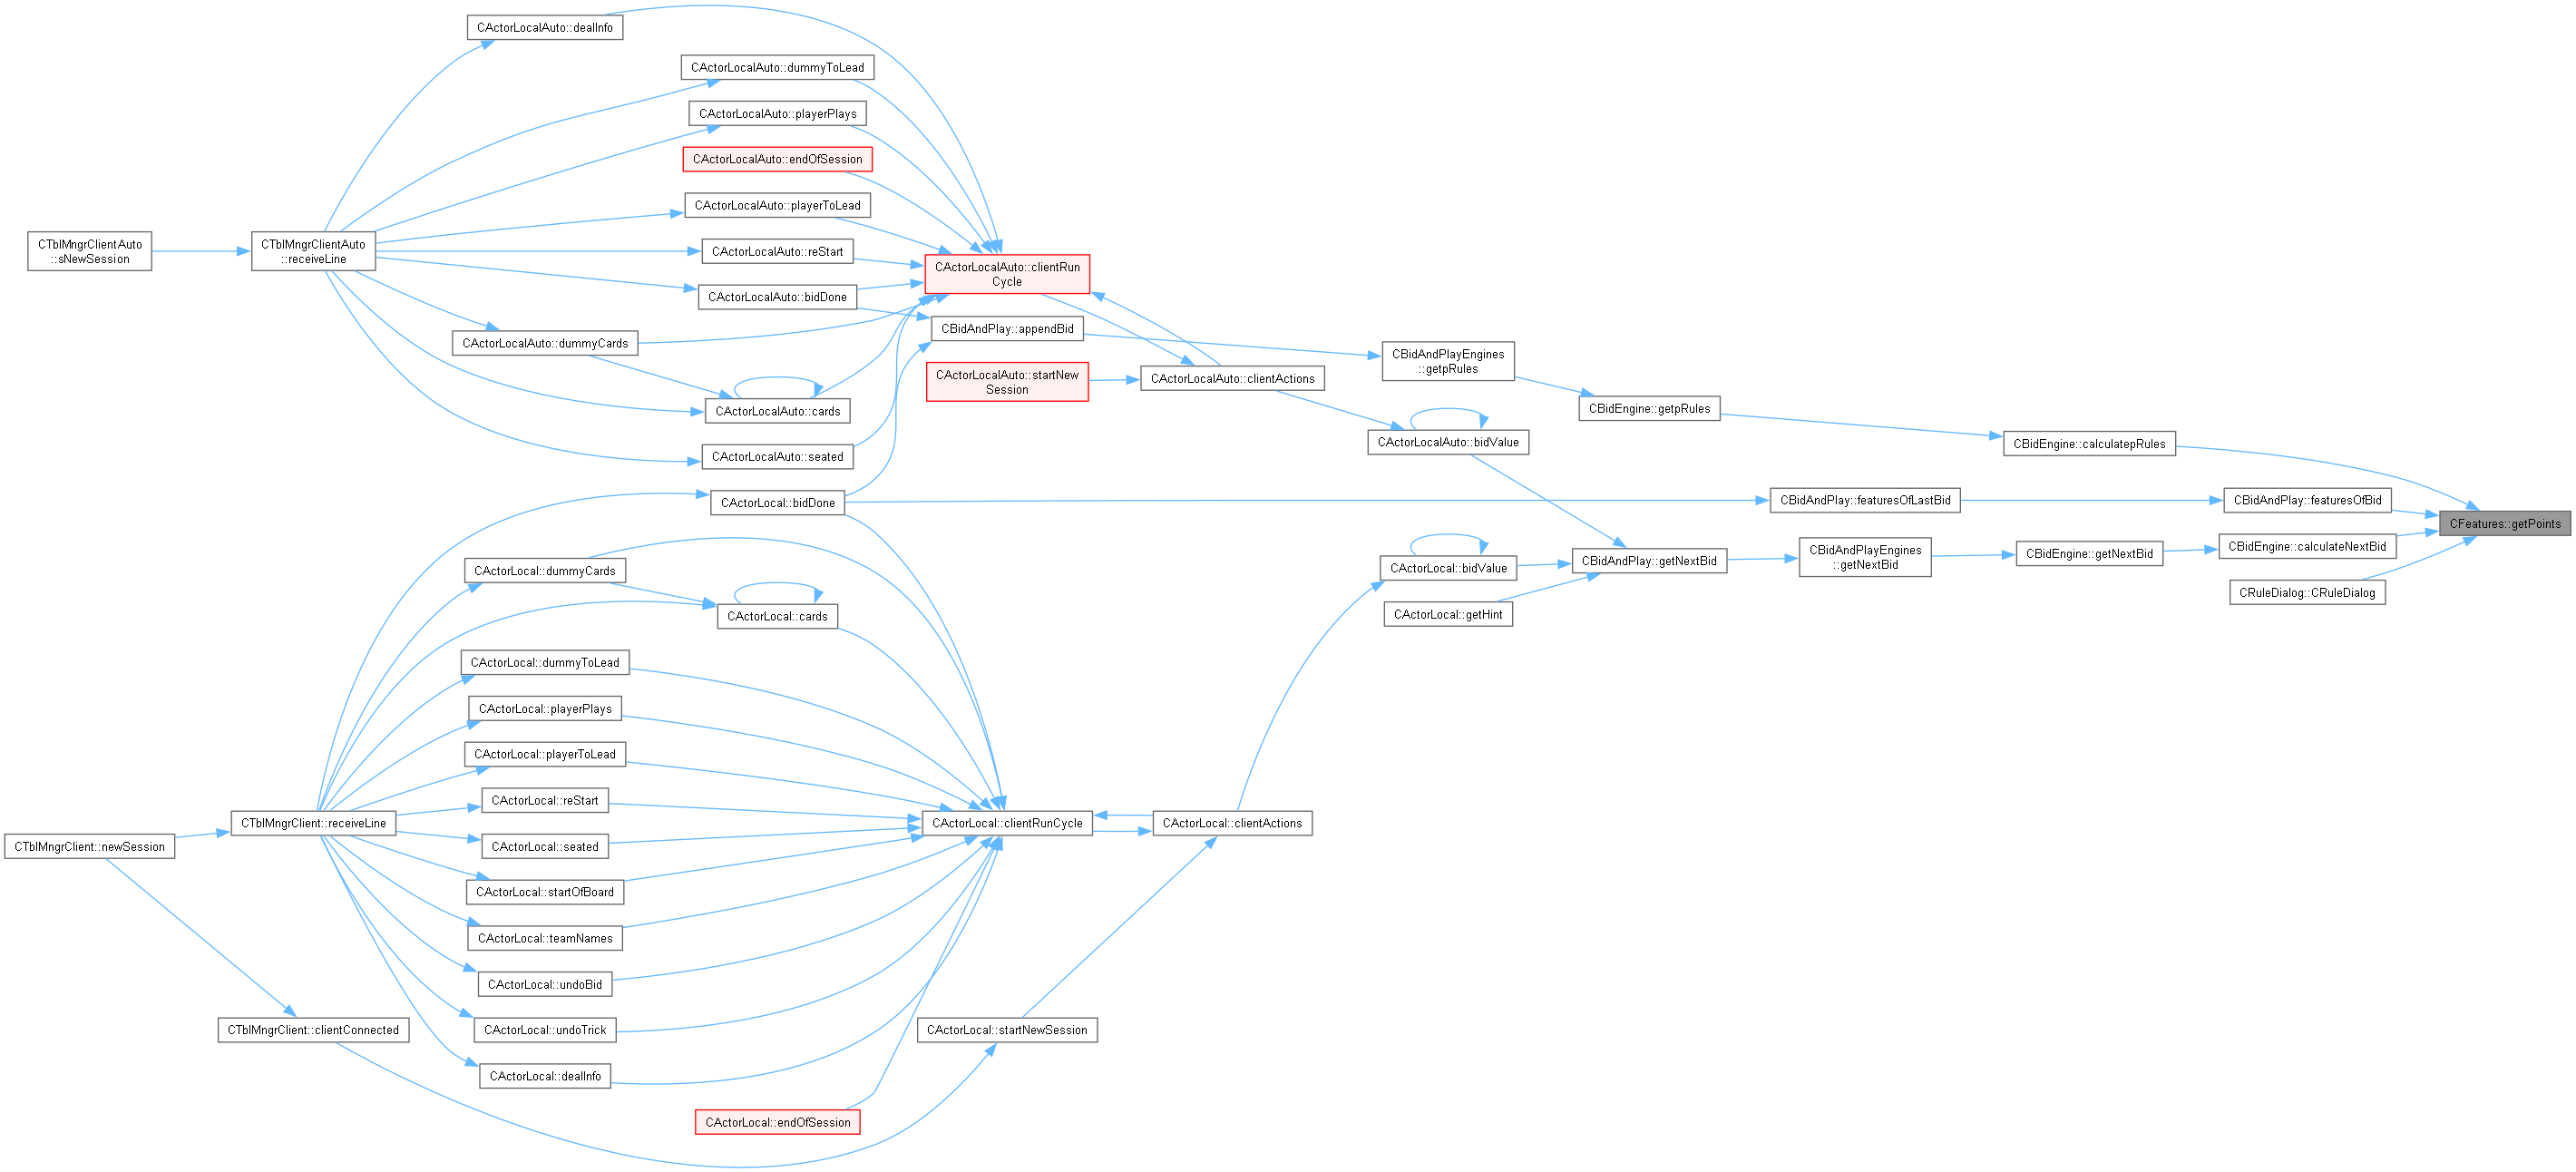 CActorLocalAuto::dealInfo
CActorLocalAuto::dummyToLead
CActorLocalAuto::playerPlays
CActorLocalAuto::endOfSession
CActorLocalAuto::playerToLead
CTblMngrClientAuto
::sNewSession
CTblMngrClientAuto
::receiveLine
CActorLocalAuto::reStart
CActorLocalAuto::clientRun
Cycle
CActorLocalAuto::bidDone
CBidAndPlay::appendBid
CActorLocalAuto::dummyCards
CBidAndPlayEngines
::getpRules
CActorLocalAuto::startNew
Session
CActorLocalAuto::clientActions
CActorLocalAuto::cards
CBidEngine::getpRules
CActorLocalAuto::bidValue
CBidEngine::calculatepRules
CActorLocalAuto::seated
CActorLocal::bidDone
CBidAndPlay::featuresOfLastBid
CBidAndPlay::featuresOfBid
CFeatures::getPoints
CActorLocal::dummyCards
CActorLocal::bidValue
CBidAndPlay::getNextBid
CBidAndPlayEngines
::getNextBid
CBidEngine::getNextBid
CBidEngine::calculateNextBid
CRuleDialog::CRuleDialog
CActorLocal::cards
CActorLocal::getHint
CActorLocal::dummyToLead
CActorLocal::playerPlays
CActorLocal::playerToLead
CActorLocal::reStart
CTblMngrClient::receiveLine
CActorLocal::clientRunCycle
CActorLocal::clientActions
CTblMngrClient::newSession
CActorLocal::seated
CActorLocal::startOfBoard
CActorLocal::teamNames
CActorLocal::undoBid
CTblMngrClient::clientConnected
CActorLocal::undoTrick
CActorLocal::startNewSession
CActorLocal::dealInfo
CActorLocal::endOfSession